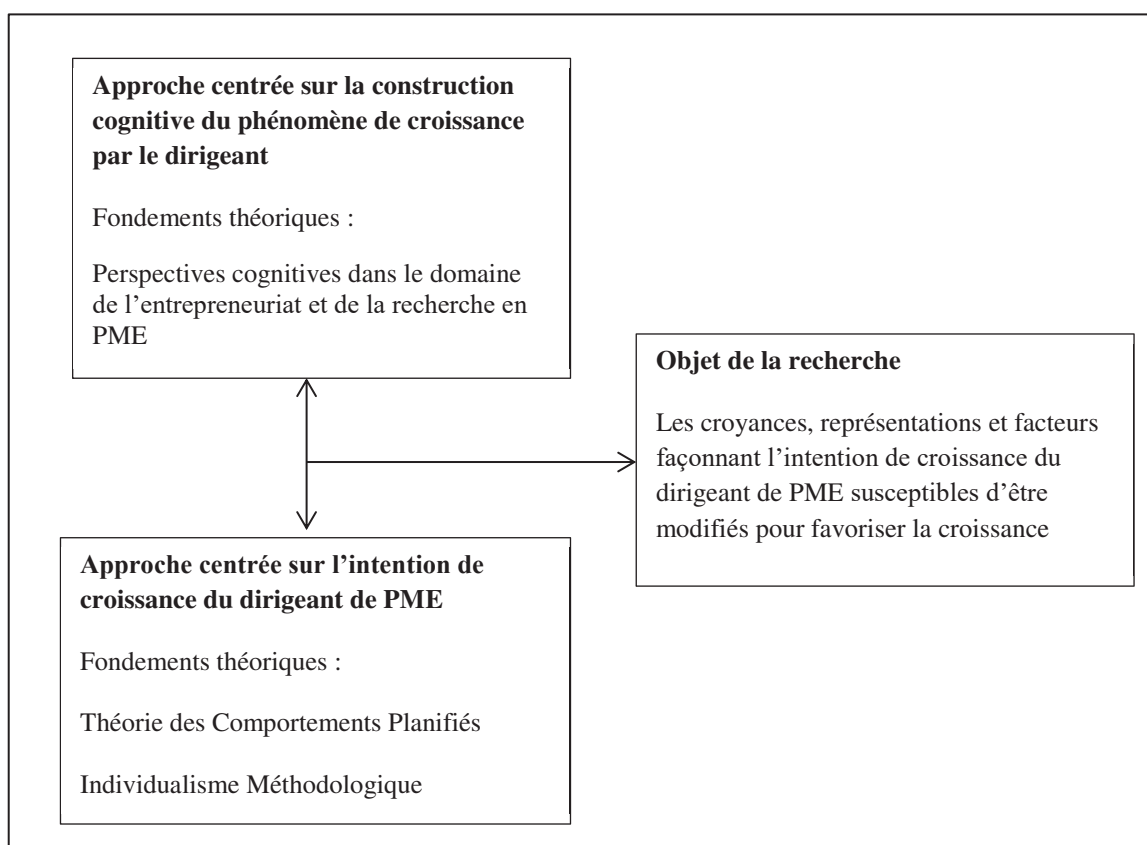 Approche centrée sur la construction
cognitive du phénomène de croissance
par le dirigeant
Fondements théoriques :
Perspectives cognitives dans le domaine
de l’entrepreneuriat et de la recherche en
PME
Objet de la recherche
Les croyances, représentations et facteurs
façonnant l’intention de croissance du
dirigeant de PME susceptibles d’être
modifiés pour favoriser la croissance
Approche centrée sur l’intention de
croissance du dirigeant de PME
Fondements théoriques :
Théorie des Comportements Planifiés
Individualisme Méthodologique